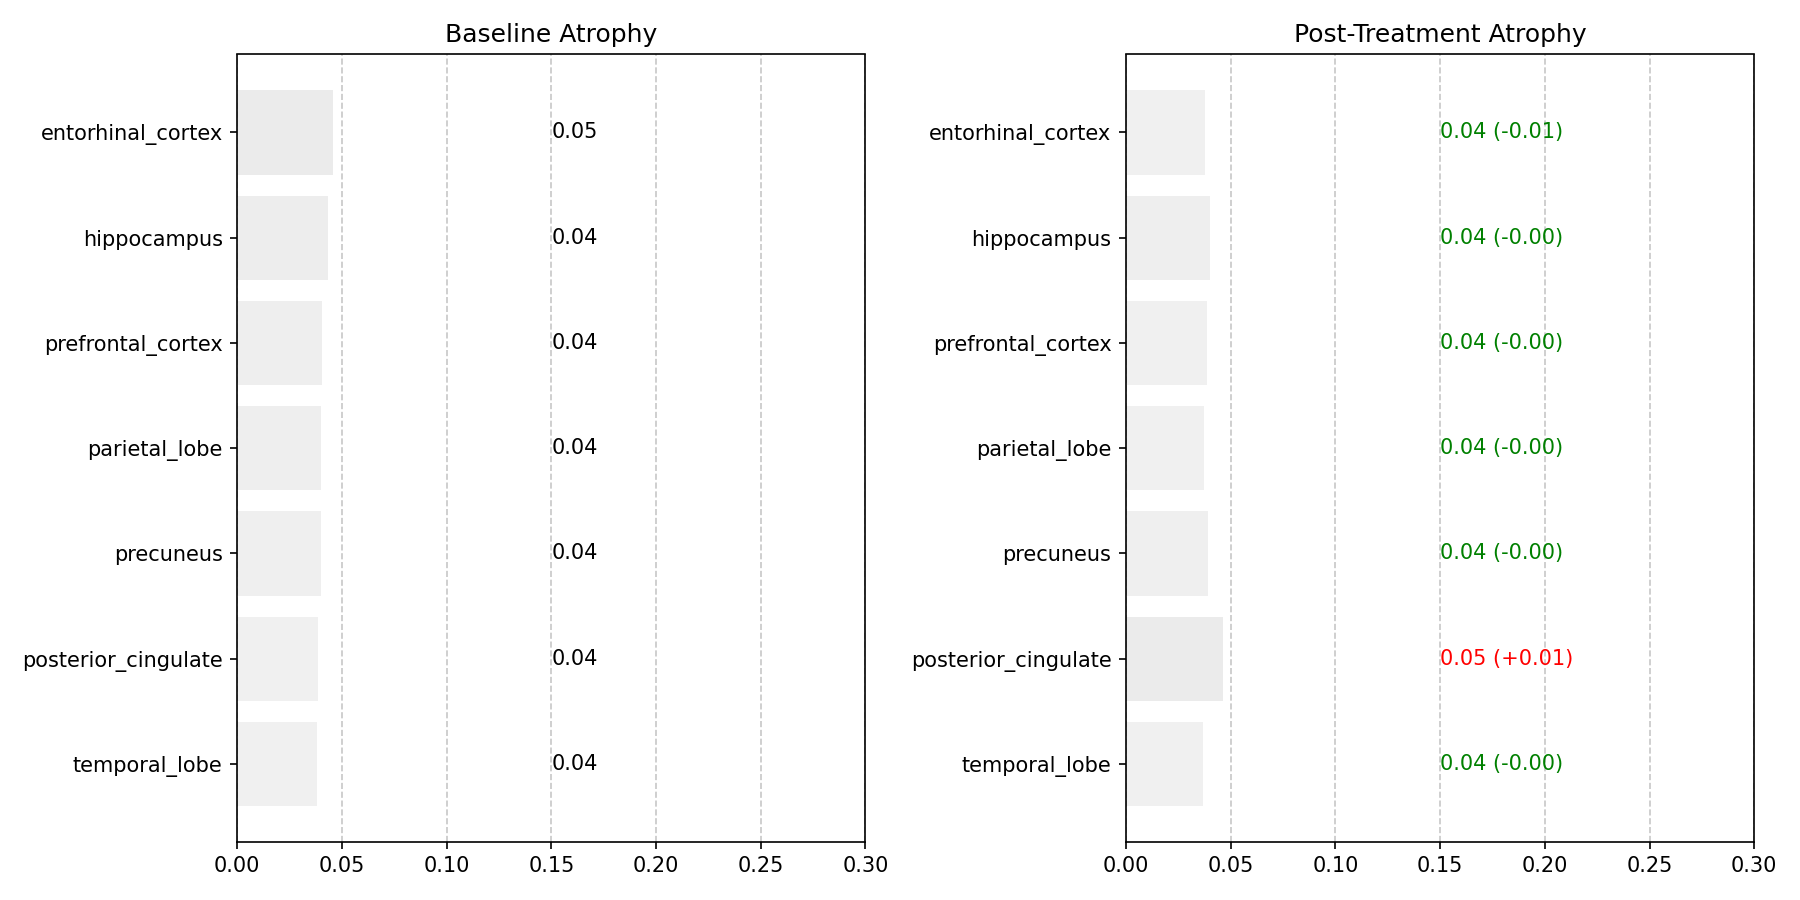 Baseline Atrophy
entorhinal_cortex 0.05
hippocampus 0.04
prefrontal_cortex 0.04
parietal_lobe 0.04
precuneus 0.04
posterior_cingulate 0.04
temporal_lobe 0.04
0.00 0.05 0.10 0.15 0.20 0.25 0.30
Post-Treatment Atrophy
entorhinal_cortex 0.04 (-0.01)
hippocampus 0.04 (-0.00)
prefrontal_cortex 0.04 (-0.00)
parietal_lobe 0.04 (-0.00)
precuneus 0.04 (-0.00)
posterior_cingulate 0.05 (+0.01)
temporal_lobe 0.04 (-0.00)
0.00 0.05 0.10 0.15 0.20 0.25 0.30